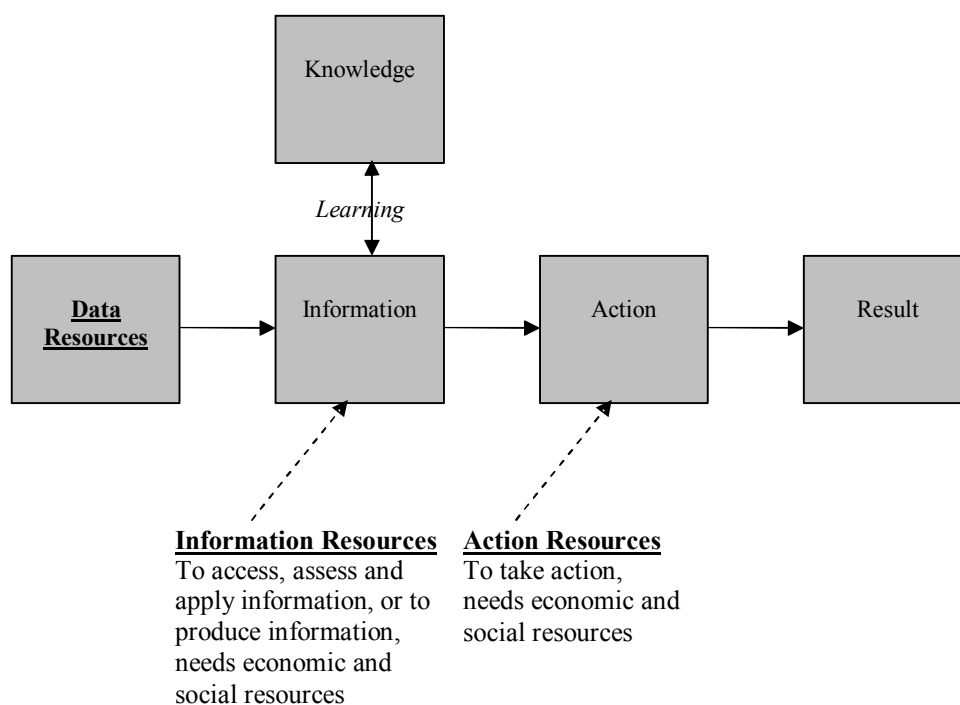 Knowledge
Learning
Data
Resources
Information
Action
Result
Information Resources
To access, assess and
apply information, or to
produce information,
needs economic and
social resources
Action Resources
To take action,
needs economic and
social resources